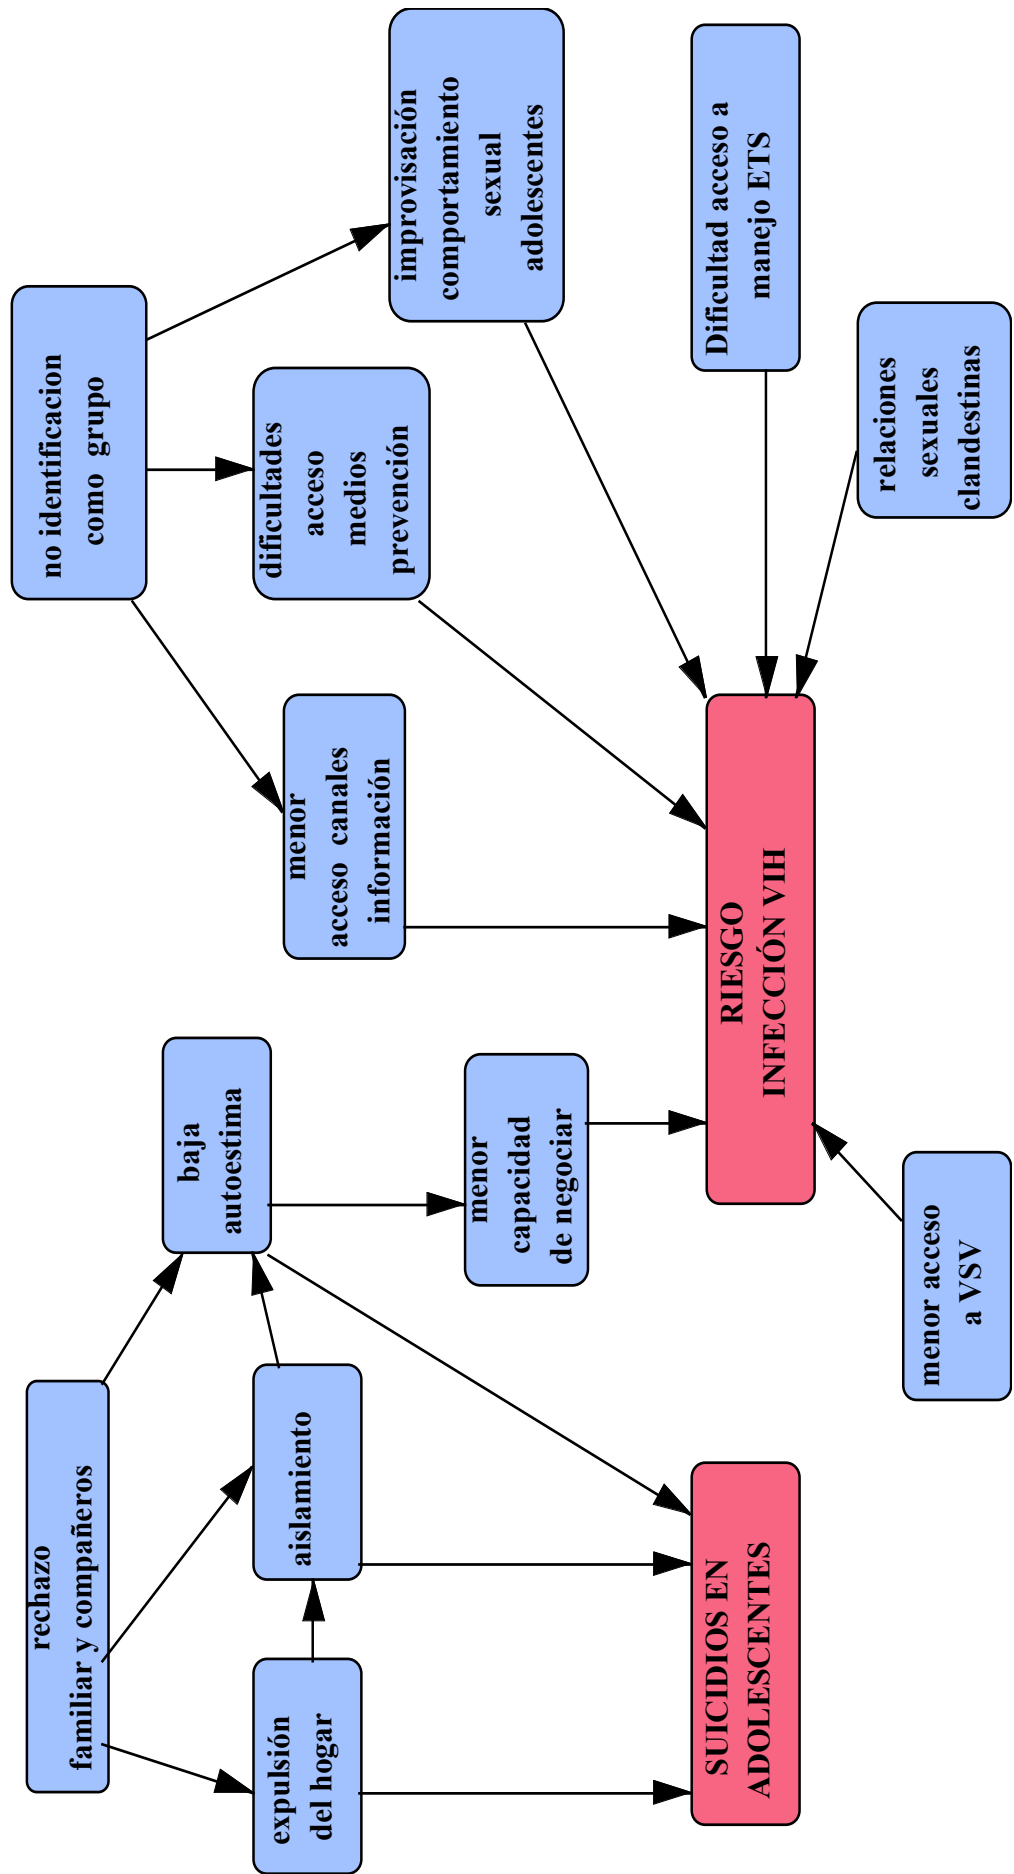 rechazo
familiar y compañeros
baja
autoestima
no identificacion
como grupo
expulsión
del hogar
aislamiento
menor
acceso canales
información
dificultades
acceso
medios
prevención
improvisación
comportamiento
sexual
adolescentes
menor
capacidad
de negociar
SUICIDIOS EN
ADOLESCENTES
RIESGO
INFECCIÓN VIH
Dificultad acceso a
manejo ETS
menor acceso
a VSV
relaciones
sexuales
clandestinas